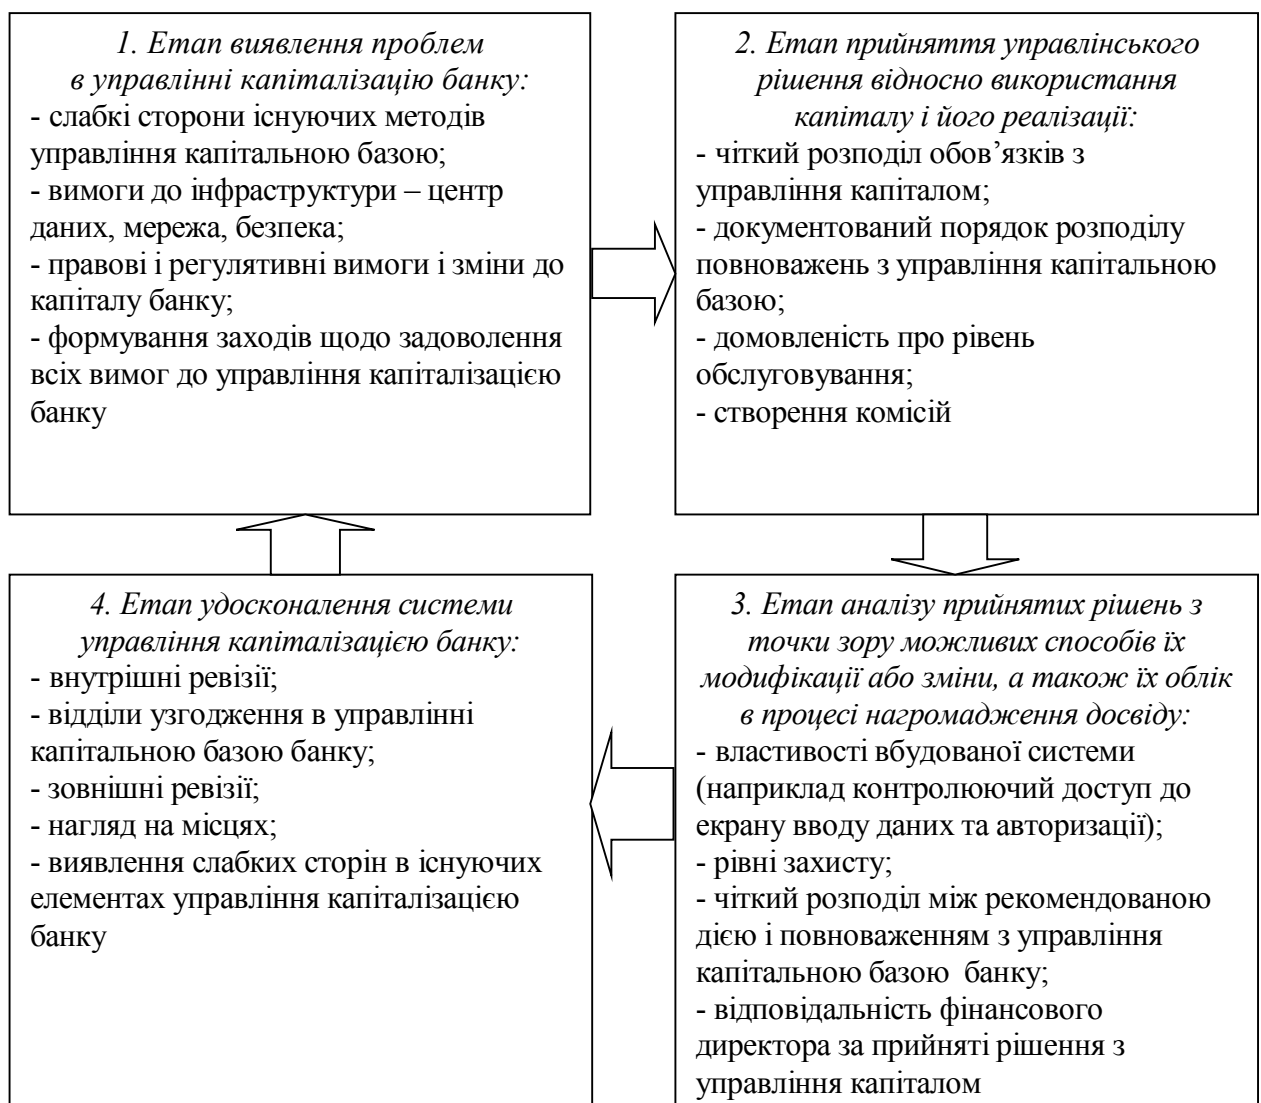 1. Етап виявлення проблем
в управлінні капіталізацію банку:
- слабкі сторони існуючих методів
управління капітальною базою;
- вимоги до інфраструктури – центр
даних, мережа, безпека;
- правові і регулятивні вимоги і зміни до
капіталу банку;
- формування заходів щодо задоволення
всіх вимог до управління капіталізацією
банку
2. Етап прийняття управлінського
рішення відносно використання
капіталу і його реалізації:
- чіткий розподіл обов’язків з
управління капіталом;
- документований порядок розподілу
повноважень з управління капітальною
базою;
- домовленість про рівень
обслуговування;
- створення комісій
3. Етап аналізу прийнятих рішень з
точки зору можливих способів їх
модифікації або зміни, а також їх облік
в процесі нагромадження досвіду:
- властивості вбудованої системи
(наприклад контролюючий доступ до
екрану вводу даних та авторизації);
- рівні захисту;
- чіткий розподіл між рекомендованою
дією і повноваженням з управління
капітальною базою банку;
- відповідальність фінансового
директора за прийняті рішення з
управління капіталом
4. Етап удосконалення системи
управління капіталізацією банку:
- внутрішні ревізії;
- відділи узгодження в управлінні
капітальною базою банку;
- зовнішні ревізії;
- нагляд на місцях;
- виявлення слабких сторін в існуючих
елементах управління капіталізацією
банку